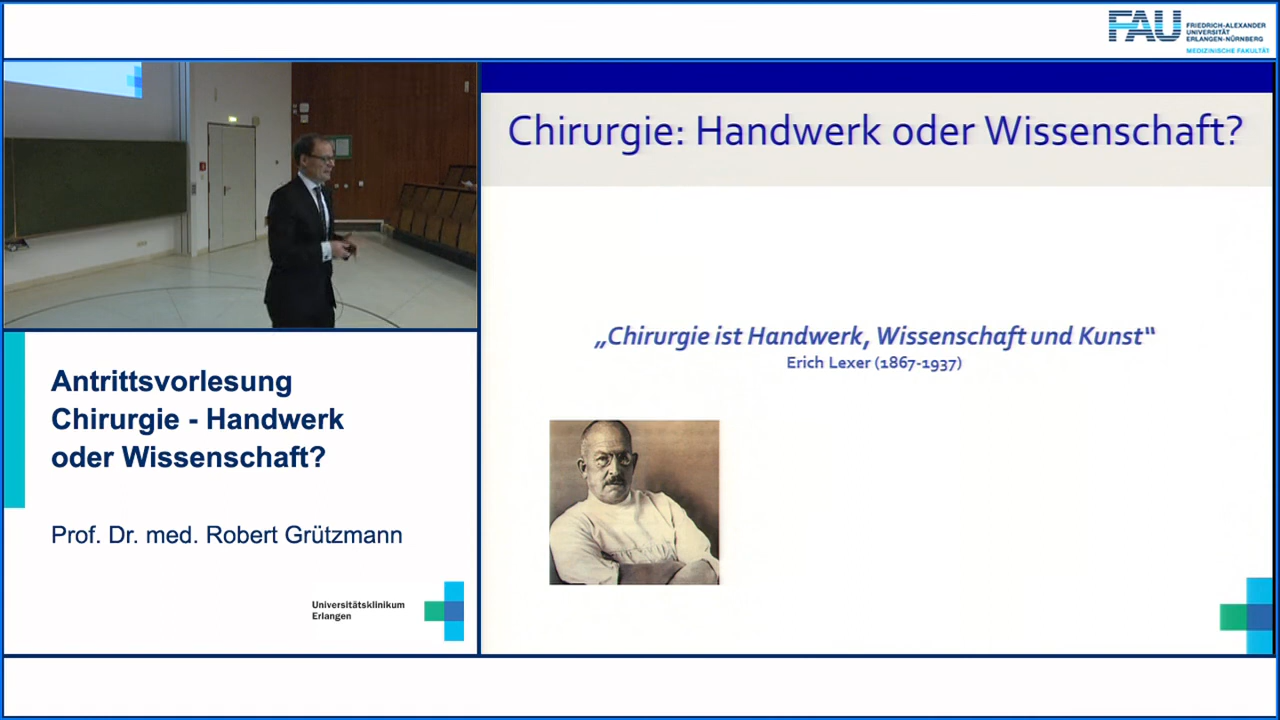 FAU FRIEDRICH-ALEXANDER
UNIVERSITÄT
ERLANGEN-NÜRNBERG
MEDIZINISCHE FAKULTÄT
Chirurgie: Handwerk oder Wissenschaft?
„Chirurgie ist Handwerk, Wissenschaft und Kunst“
Erich Lexer (1867-1937)
Antrittsvorlesung
Chirurgie - Handwerk
oder Wissenschaft?
Prof. Dr. med. Robert Grützmann
Universitätsklinikum
Erlangen